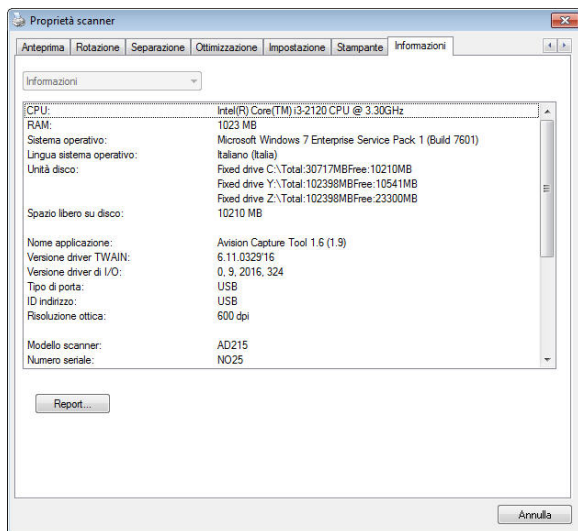 Proprietà scanner
Anteprima Rotazione Separazione Ottimizzazione Impostazione Stampante Informazioni
Informazioni
CPU: Intel(R) Core(TM) i3-2120 CPU @ 3.30GHz
RAM: 1023 MB
Sistema operativo: Microsoft Windows 7 Enterprise Service Pack 1 (Build 7601)
Lingua sistema operativo: Italiano (Italia)
Unità disco: Fixed drive C:\Total:30717MBFree:10210MB
Fixed drive Y:\Total:102398MBFree:10541MB
Fixed drive Z:\Total:102398MBFree:23300MB
Spazio libero su disco: 10210 MB
Nome applicazione: Avision Capture Tool 1.6 (1.9)
Versione driver TWAIN: 6.11.0329'16
Versione driver di I/O: 0, 9, 2016, 324
Tipo di porta: USB
ID indirizzo: USB
Risoluzione ottica: 600 dpi
Modello scanner: AD215
Numero seriale: NO25
Report...
Annulla